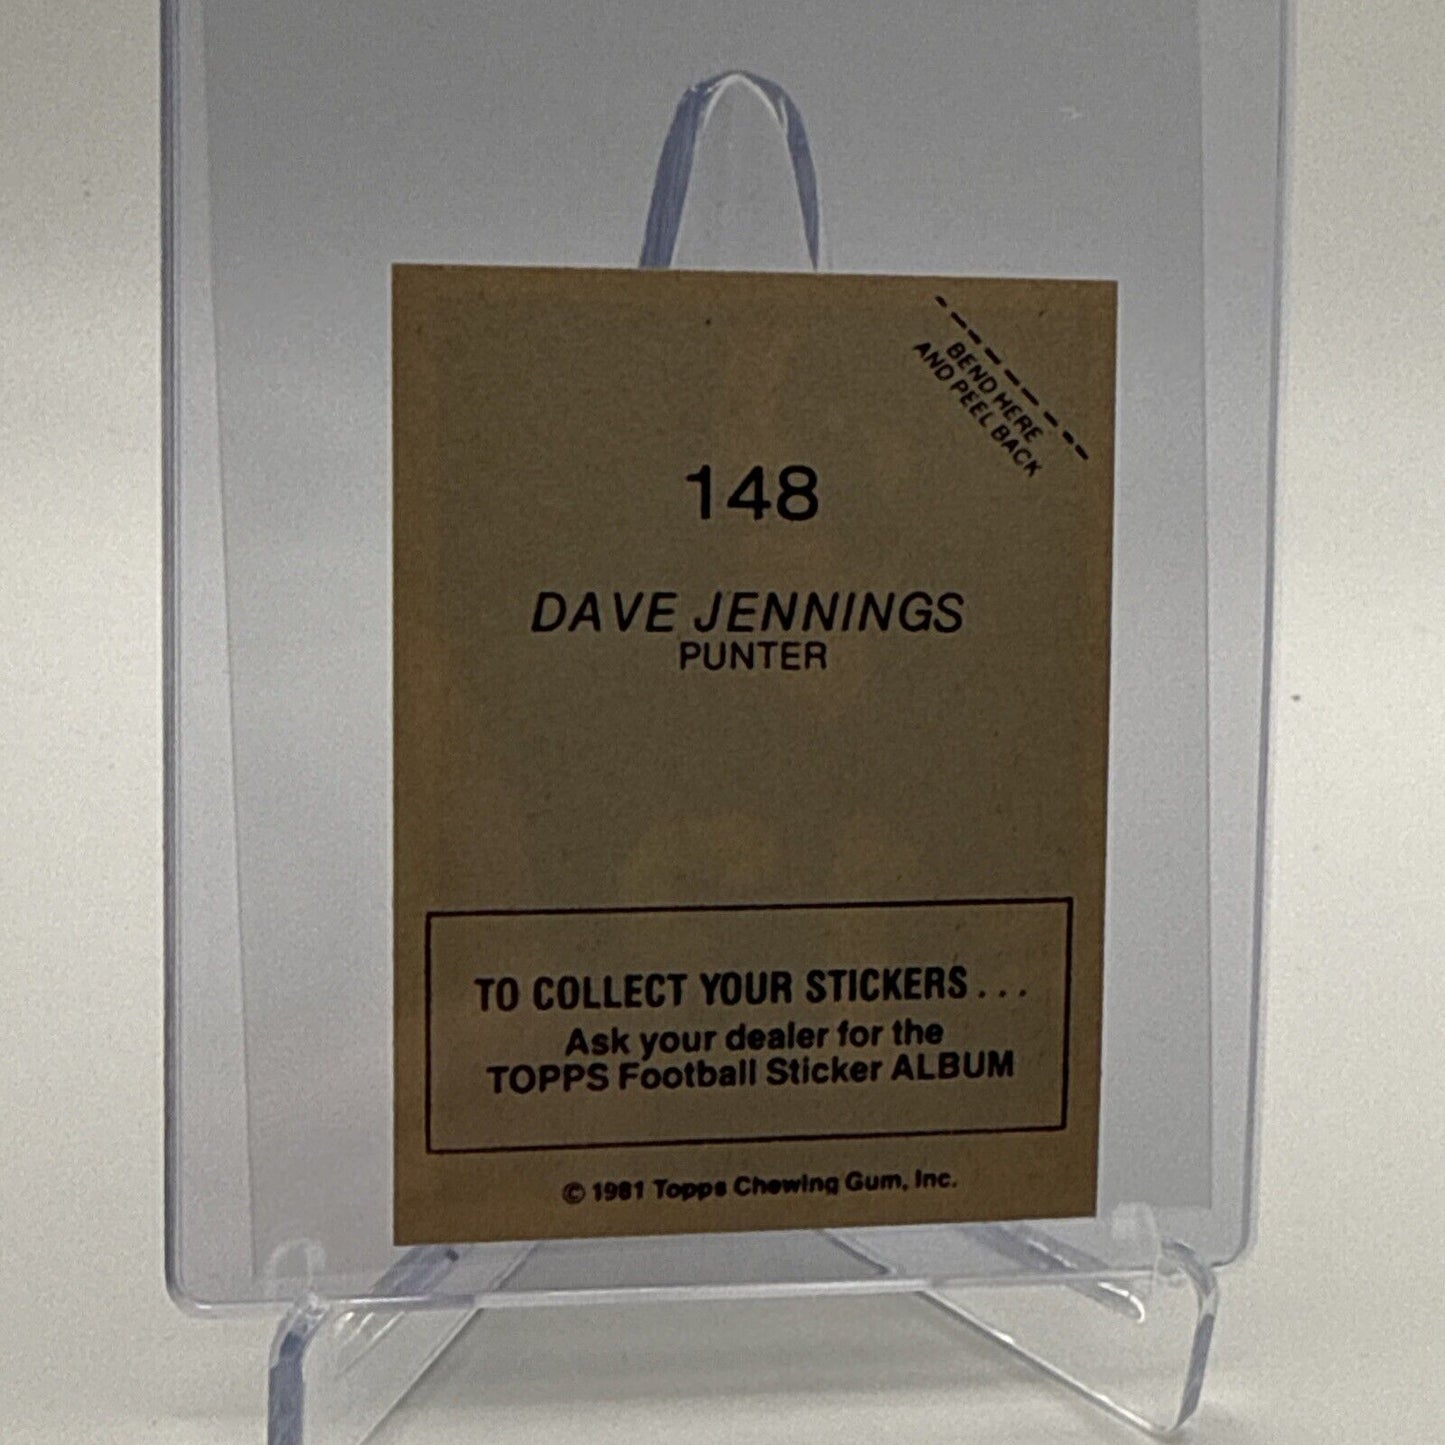 BEND HERE
AND PEEL BACK
148
DAVE JENNINGS
PUNTER
TO COLLECT YOUR STICKERS...
Ask your dealer for the
TOPPS Football Sticker ALBUM
© 1981 Topps Chewing Gum, Inc.